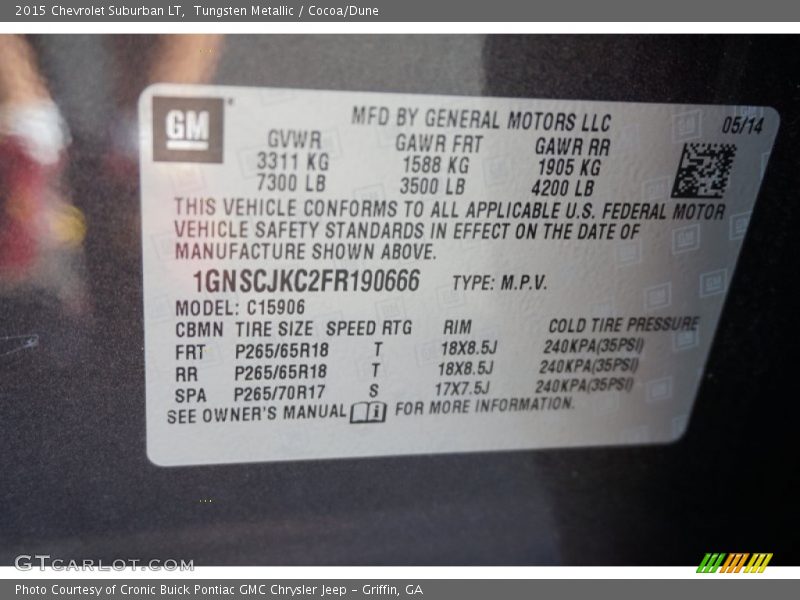 2015 Chevrolet Suburban LT,  Tungsten Metallic / Cocoa/Dune
GM
MFD BY GENERAL MOTORS LLC 05/14
GVWR GAWR FRT GAWR RR
3311 KG 1588 KG 1905 KG
7300 LB 3500 LB 4200 LB
THIS VEHICLE CONFORMS TO ALL APPLICABLE U.S. FEDERAL MOTOR
VEHICLE SAFETY STANDARDS IN EFFECT ON THE DATE OF
MANUFACTURE SHOWN ABOVE.
1GNSCJKC2FR190666 TYPE: M.P.V.
MODEL: C15906
CBMN TIRE SIZE SPEED RTG RIM COLD TIRE PRESSURE
FRT P265/65R18 T 18X8.5J 240KPA(35PSI)
RR P265/65R18 T 18X8.5J 240KPA(35PSI)
SPA P265/70R17 S 17X7.5J 240KPA(35PSI)
SEE OWNER'S MANUAL FOR MORE INFORMATION.
GTCARLOT.COM
Photo Courtesy of Cronic Buick Pontiac GMC Chrysler Jeep - Griffin, GA